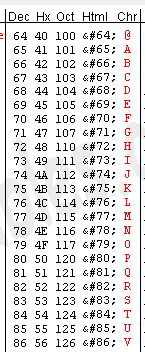 Dec Hx Oct Html Chr
64 40 100 &#64; @
65 41 101 &#65; A
66 42 102 &#66; B
67 43 103 &#67; C
68 44 104 &#68; D
69 45 105 &#69; E
70 46 106 &#70; F
71 47 107 &#71; G
72 48 110 &#72; H
73 49 111 &#73; I
74 4A 112 &#74; J
75 4B 113 &#75; K
76 4C 114 &#76; L
77 4D 115 &#77; M
78 4E 116 &#78; N
79 4F 117 &#79; O
80 50 120 &#80; P
81 51 121 &#81; Q
82 52 122 &#82; R
83 53 123 &#83; S
84 54 124 &#84; T
85 55 125 &#85; U
86 56 126 &#86; V